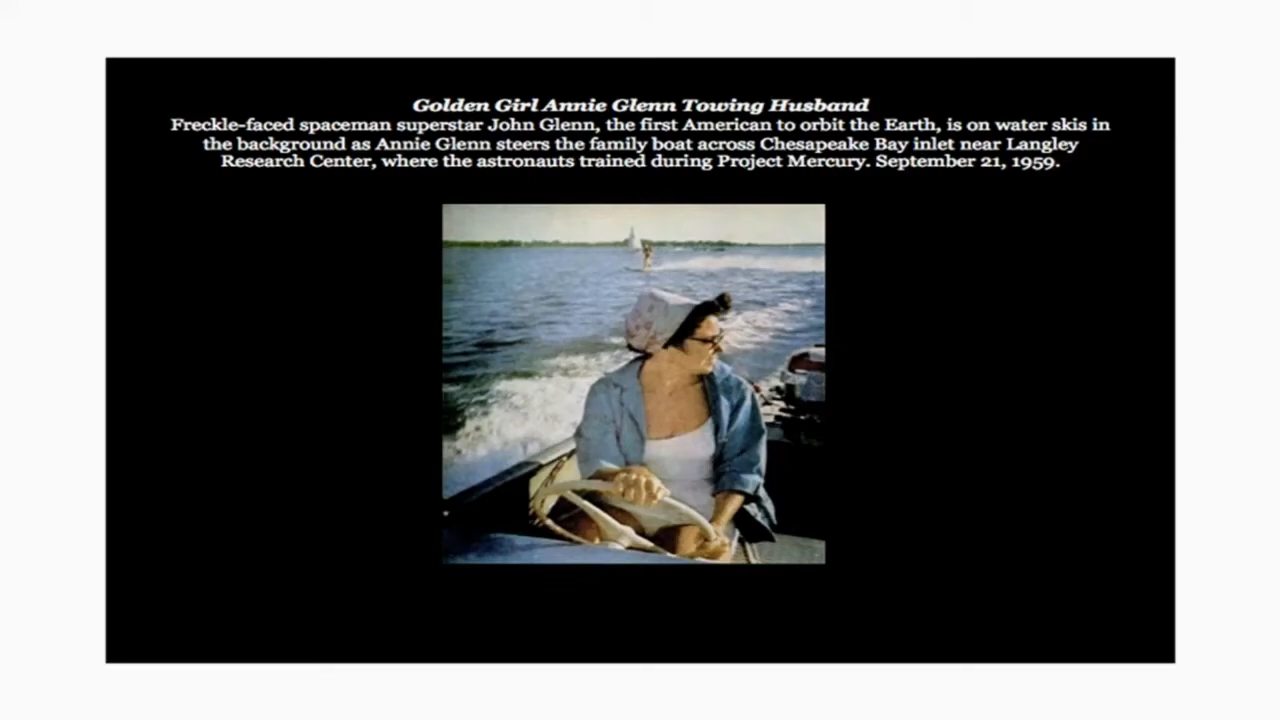 Golden Girl Annie Glenn Towing Husband
Freckle-faced spaceman superstar John Glenn, the first American to orbit the Earth, is on water skis in
the background as Annie Glenn steers the family boat across Chesapeake Bay inlet near Langley
Research Center, where the astronauts trained during Project Mercury. September 21, 1959.